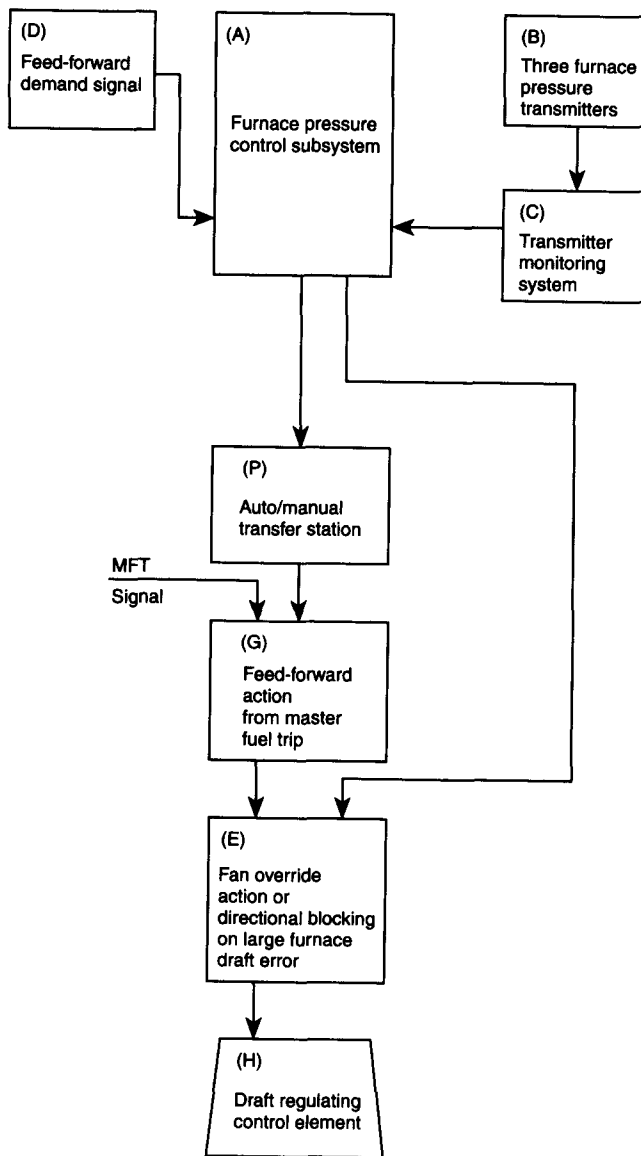 (D)
Feed-forward
demand signal
(A)
Furnace pressure
control subsystem
(B)
Three furnace
pressure
transmitters
(C)
Transmitter
monitoring
system
(P)
Auto/manual
transfer station
MFT
Signal
(G)
Feed-forward
action
from master
fuel trip
(E)
Fan override
action or
directional blocking
on large furnace
draft error
(H)
Draft regulating
control element